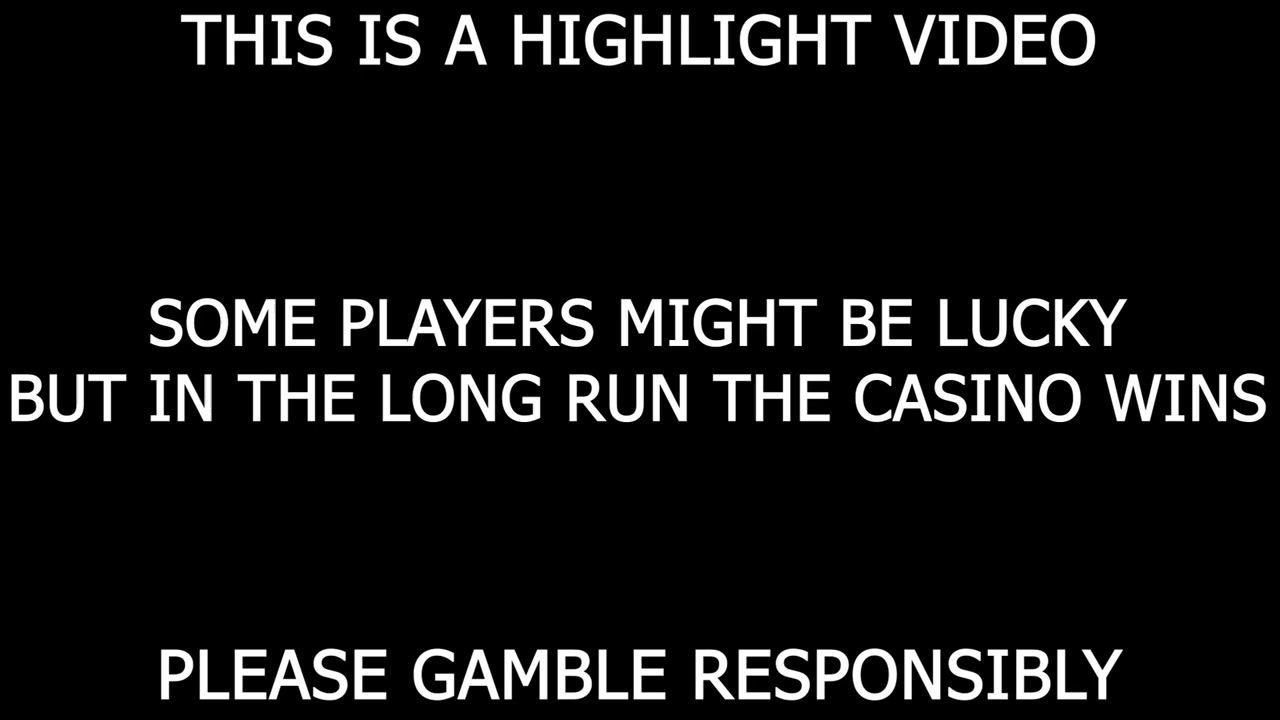 THIS IS A HIGHLIGHT VIDEO
SOME PLAYERS MIGHT BE LUCKY
BUT IN THE LONG RUN THE CASINO WINS
PLEASE GAMBLE RESPONSIBLY